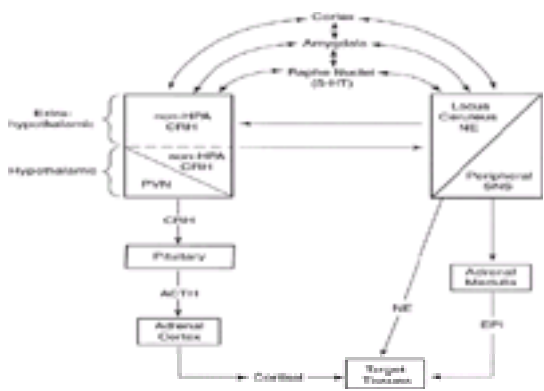 Cortex
Amygdala
Raphe Nuclei
(5-HT)
Extra-
hypothalamic
non-HPA
CRH
Locus
Ceruleus
NE
Hypothalamic
non-HPA
CRH
PVN
Peripheral
SNS
CRH
Pituitary
Adrenal
Medulla
ACTH
NE
EPI
Adrenal
Cortex
Cortisol
Target
Tissues